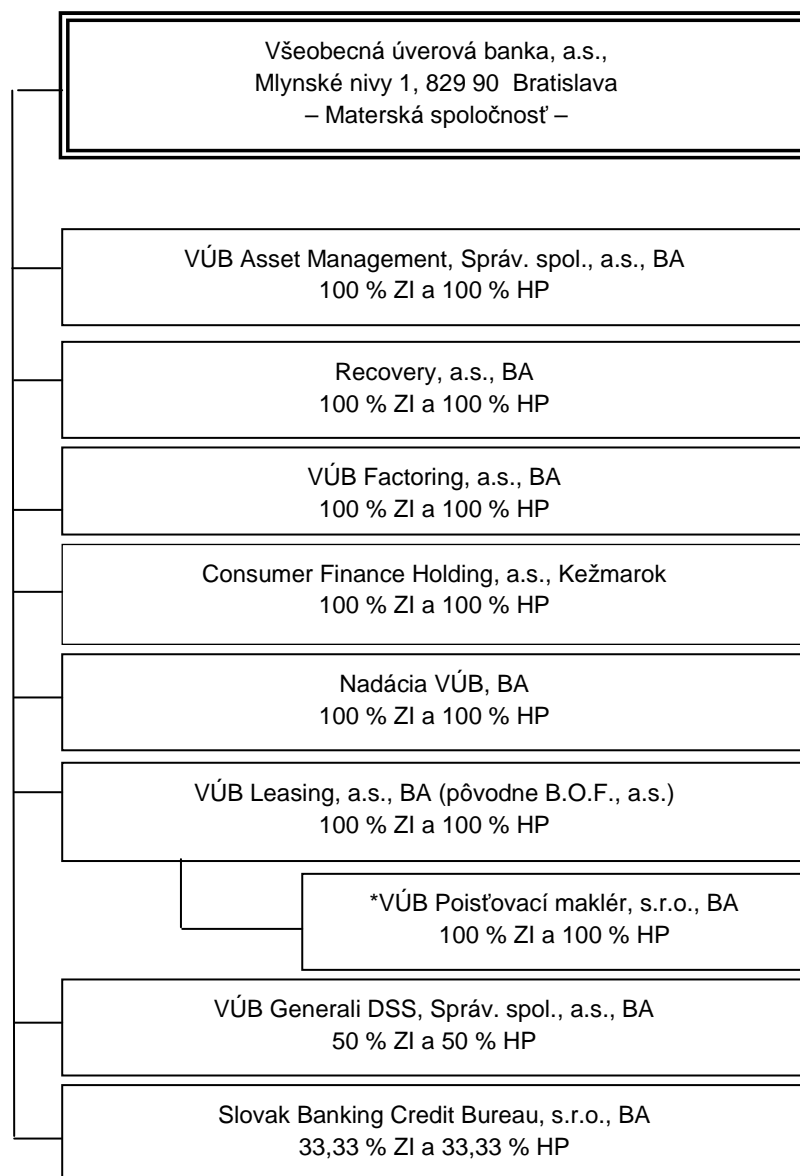 Všeobecná úverová banka, a.s.,
Mlynské nivy 1, 829 90  Bratislava
– Materská spoločnosť –
VÚB Asset Management, Správ. spol., a.s., BA
100 % ZI a 100 % HP
Recovery, a.s., BA
100 % ZI a 100 % HP
VÚB Factoring, a.s., BA
100 % ZI a 100 % HP
Consumer Finance Holding, a.s., Kežmarok
100 % ZI a 100 % HP
Nadácia VÚB, BA
100 % ZI a 100 % HP
VÚB Leasing, a.s., BA (pôvodne B.O.F., a.s.)
100 % ZI a 100 % HP
*VÚB Poisťovací maklér, s.r.o., BA
100 % ZI a 100 % HP
VÚB Generali DSS, Správ. spol., a.s., BA
50 % ZI a 50 % HP
Slovak Banking Credit Bureau, s.r.o., BA
33,33 % ZI a 33,33 % HP